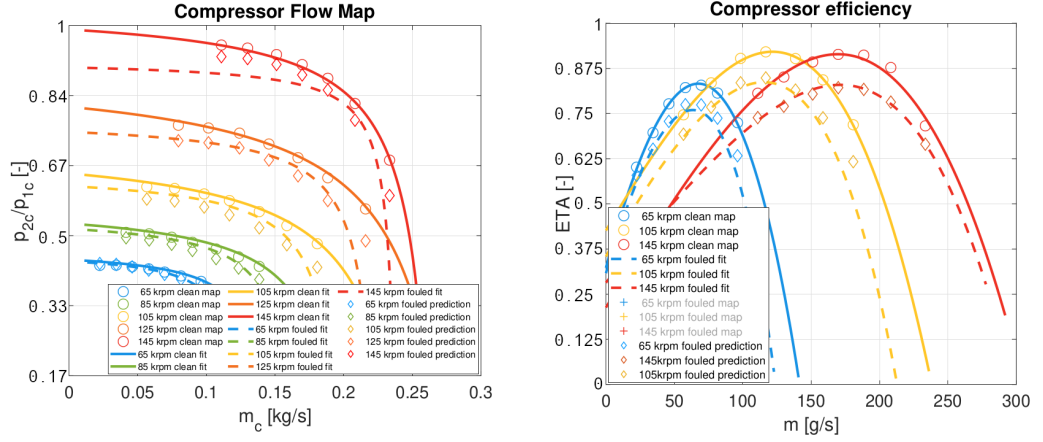 Compressor Flow Map
1
0.84
0.67
0.5
0.33
0.17
p2c/p1c [-]
0
0.05
0.1
0.15
0.2
0.25
0.3
mc [kg/s]
65 krpm clean map
85 krpm clean map
105 krpm clean map
125 krpm clean map
145 krpm clean map
65 krpm clean fit
85 krpm clean fit
105 krpm clean fit
125 krpm clean fit
145 krpm clean fit
65 krpm fouled fit
85 krpm fouled fit
105 krpm fouled fit
125 krpm fouled fit
145 krpm fouled fit
65 krpm fouled prediction
85 krpm fouled prediction
105 krpm fouled prediction
125 krpm fouled prediction
145 krpm fouled prediction
Compressor efficiency
1
0.875
0.75
0.625
0.5
0.375
0.25
0.125
0
ETA [-]
0
50
100
150
200
250
300
m [g/s]
65 krpm clean map
105 krpm clean map
145 krpm clean map
65 krpm fouled fit
105 krpm fouled fit
145 krpm fouled fit
65 krpm fouled map
105 krpm fouled map
145 krpm fouled map
65 krpm fouled prediction
145krpm fouled prediction
105krpm fouled prediction